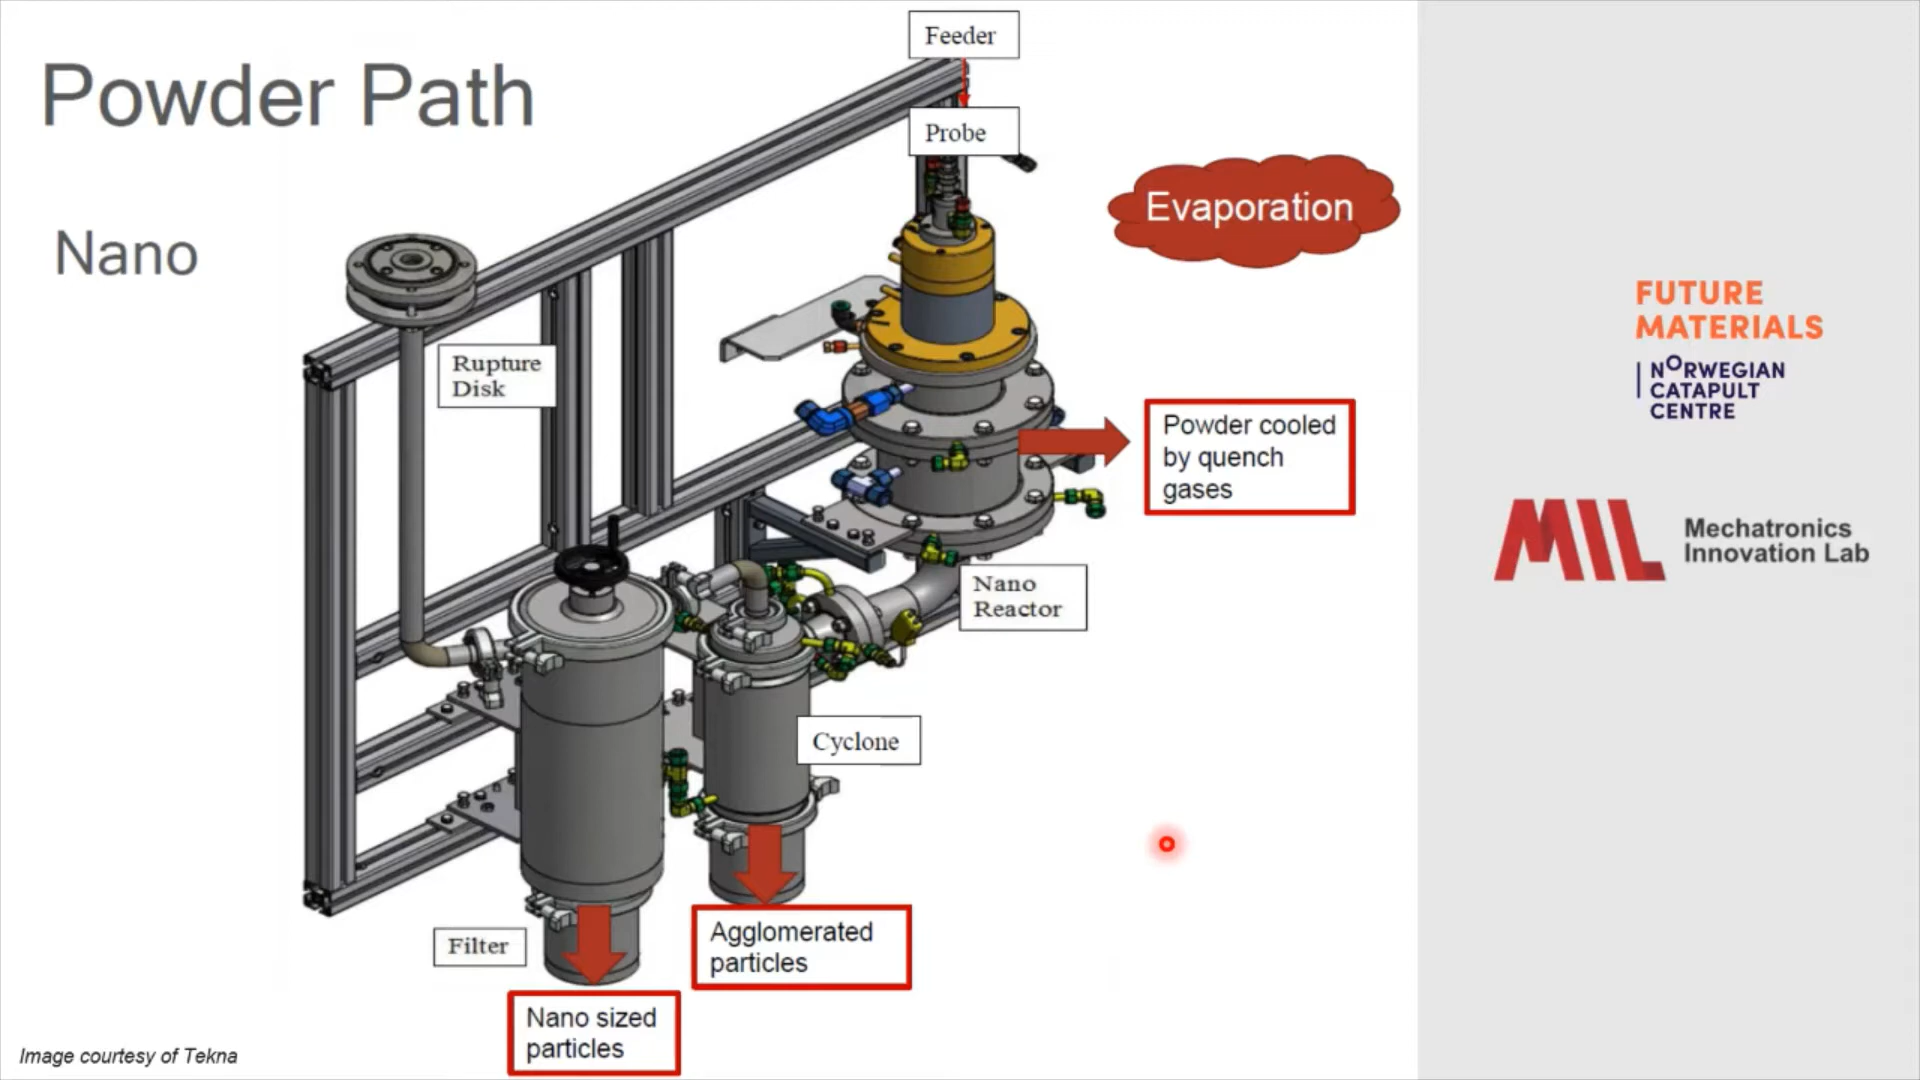 Powder Path
Nano
Feeder
Probe
Evaporation
Rupture
Disk
Powder cooled
by quench
gases
Nano
Reactor
Cyclone
Filter
Agglomerated
particles
Nano sized
particles
Image courtesy of Tekna
FUTURE
MATERIALS
NORWEGIAN
CATAPULT
CENTRE
MIL
Mechatronics
Innovation Lab